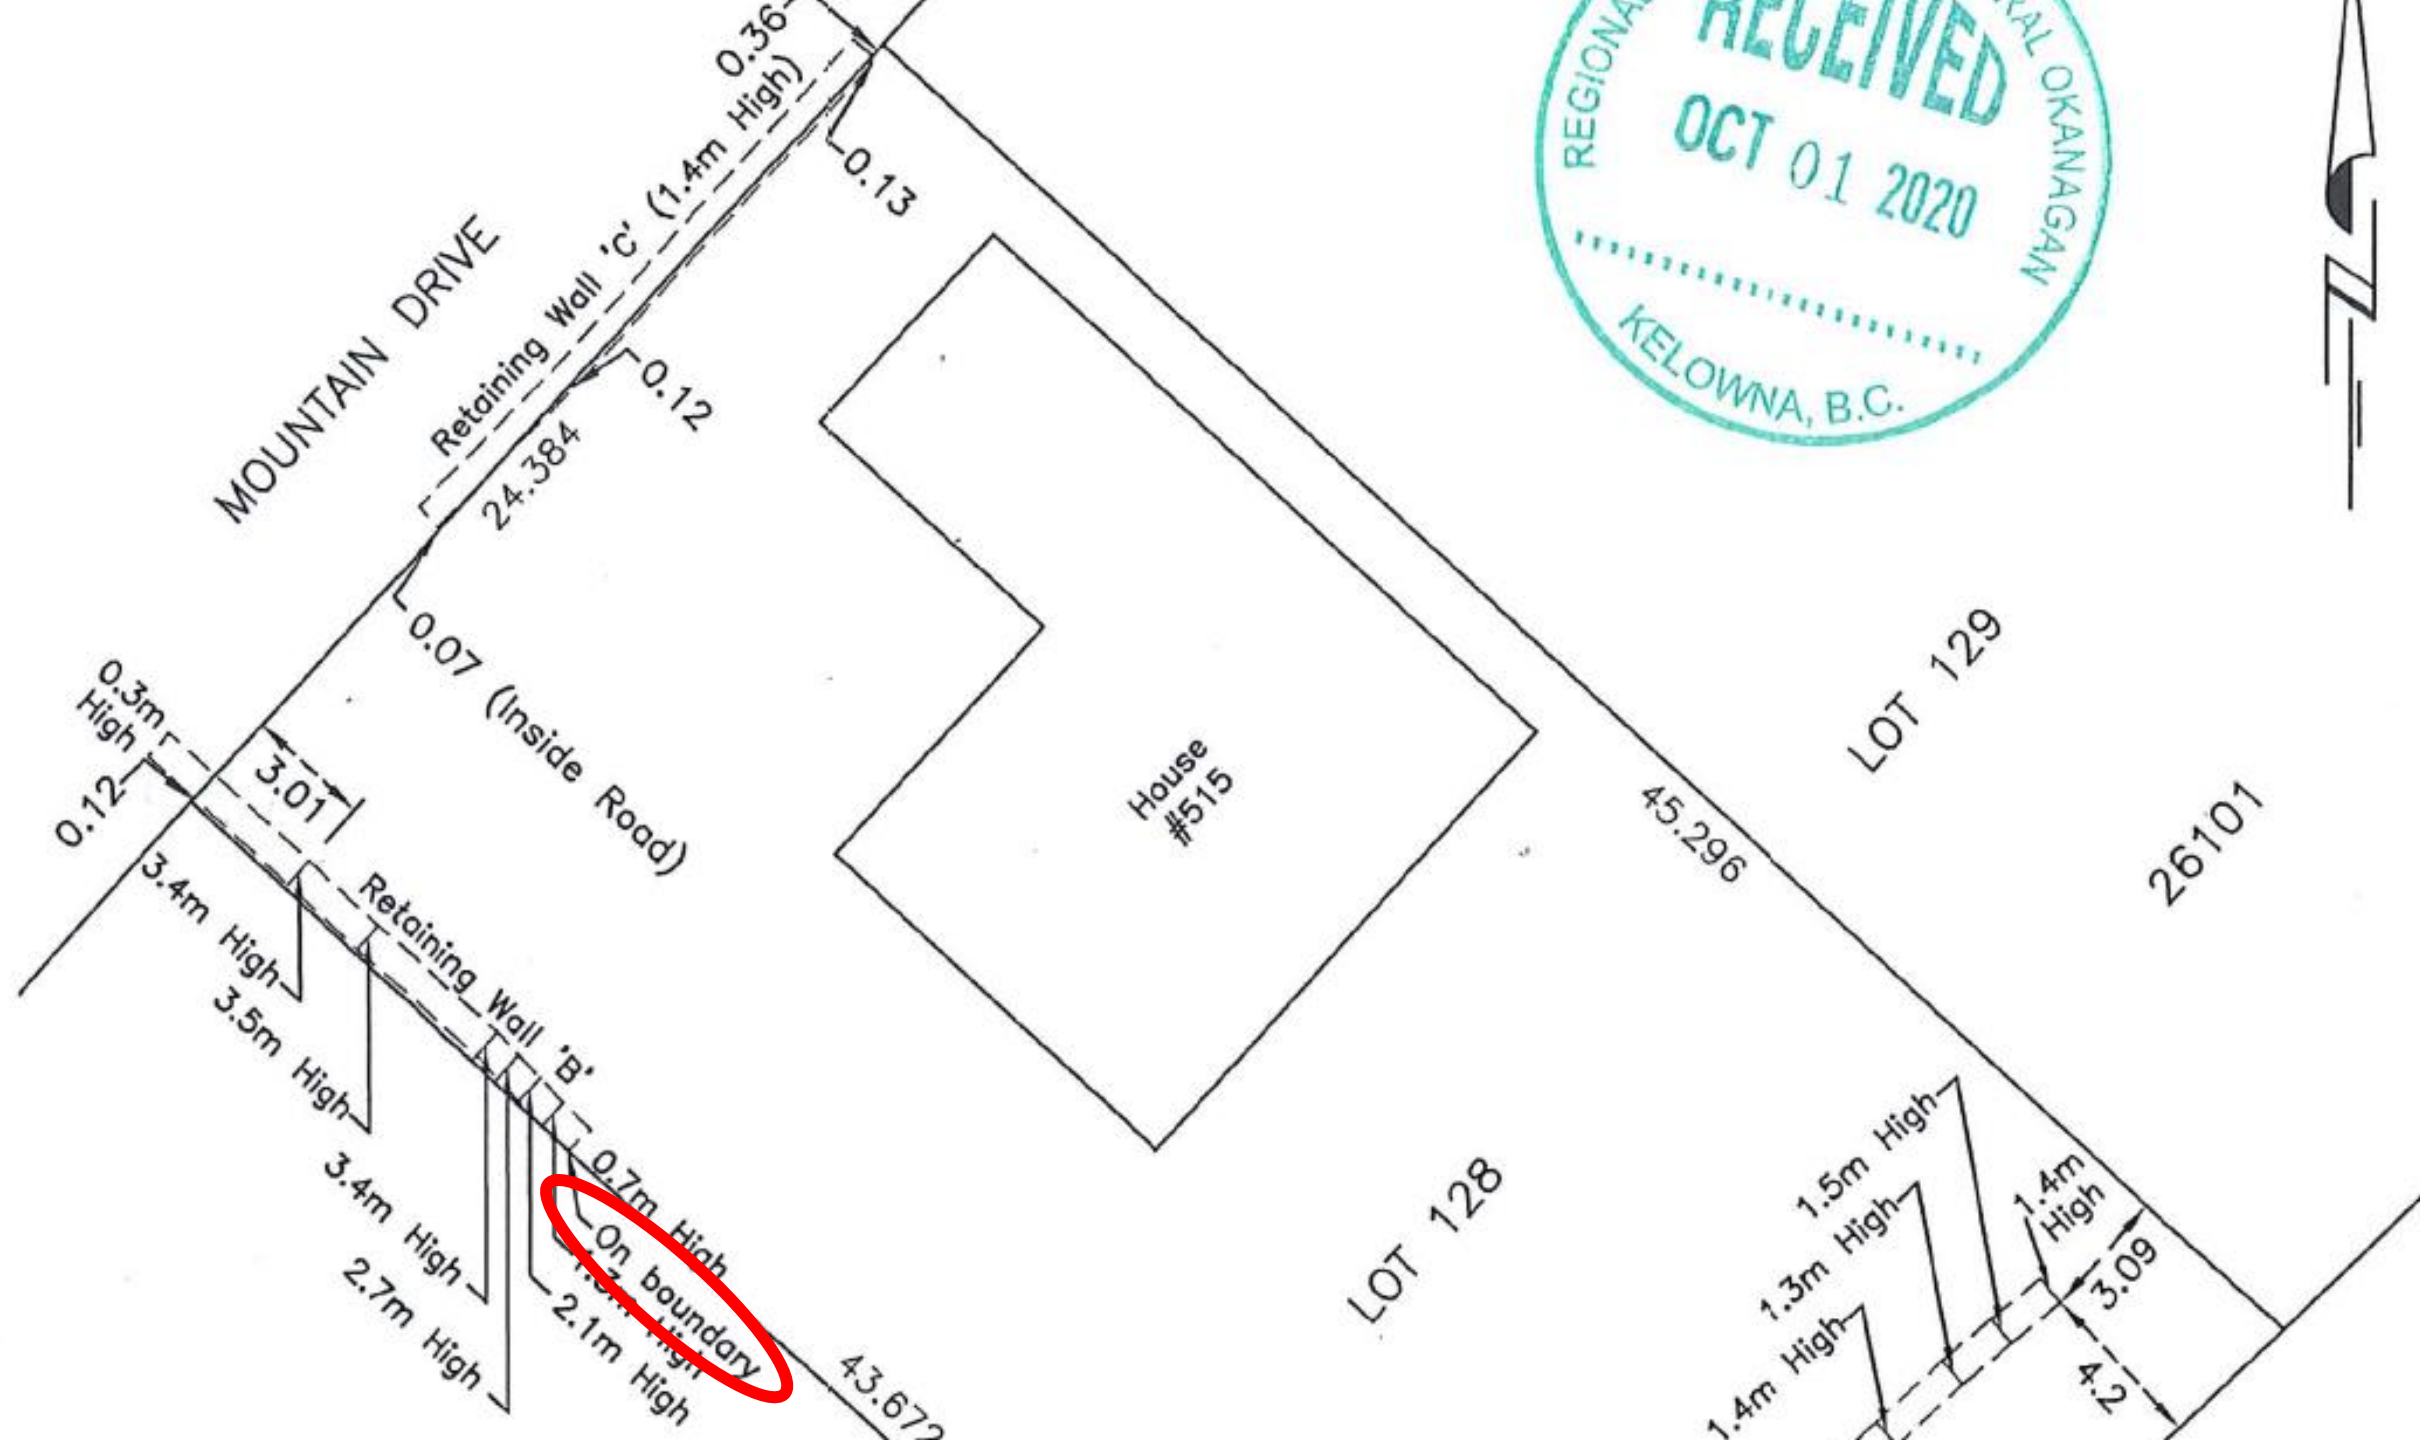 0.36
Retaining Wall 'C' (1.4m High)
0.13
MOUNTAIN DRIVE
0.12
24.384
0.07 (Inside Road)
RECEIVED
OCT 01 2020
OKANAGAN
KELOWNA, B.C.
0.3m
High
0.12
3.01
Retaining Wall 'B'
3.4m High
3.5m High
3.4m High
2.7m High
0.7m High
On boundary
2.1m High
43.672
House
#515
45.296
LOT 129
26101
LOT 128
1.5m High
1.3m High
1.4m High
1.4m
High
3.09
4.2